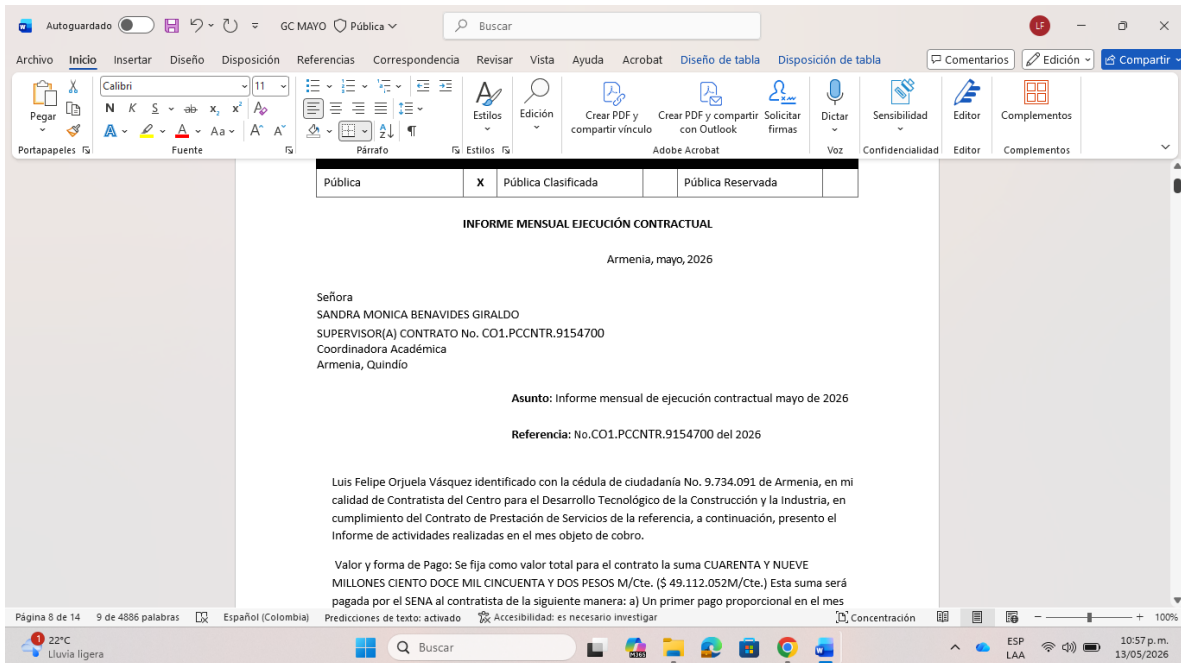 Autoguardado
GC MAYO Pública
Buscar
LF
Archivo Inicio Insertar Diseño Disposición Referencias Correspondencia Revisar Vista Ayuda Acrobat Diseño de tabla Disposición de tabla Comentarios Edición Compartir
Pegar
Portapapeles
Calibri 11
N K S ab x₂ x² A
A A Aa A^ Aˇ
Fuente
Párrafo
Estilos
Estilos
Edición
Crear PDF y compartir vínculo
Crear PDF y compartir con Outlook
Solicitar firmas
Adobe Acrobat
Dictar
Voz
Sensibilidad
Confidencialidad
Editor
Editor
Complementos
Complementos
Pública X Pública Clasificada Pública Reservada
INFORME MENSUAL EJECUCIÓN CONTRACTUAL
Armenia, mayo, 2026
Señora
SANDRA MONICA BENAVIDES GIRALDO
SUPERVISOR(A) CONTRATO No. CO1.PCCNTR.9154700
Coordinadora Académica
Armenia, Quindío
Asunto: Informe mensual de ejecución contractual mayo de 2026
Referencia: No.CO1.PCCNTR.9154700 del 2026
Luis Felipe Orjuela Vásquez identificado con la cédula de ciudadanía No. 9.734.091 de Armenia, en mi
calidad de Contratista del Centro para el Desarrollo Tecnológico de la Construcción y la Industria, en
cumplimiento del Contrato de Prestación de Servicios de la referencia, a continuación, presento el
Informe de actividades realizadas en el mes objeto de cobro.
Valor y forma de Pago: Se fija como valor total para el contrato la suma CUARENTA Y NUEVE
MILLONES CIENTO DOCE MIL CINCUENTA Y DOS PESOS M/Cte. ($ 49.112.052M/Cte.) Esta suma será
pagada por el SENA al contratista de la siguiente manera: a) Un primer pago proporcional en el mes
Página 8 de 14 9 de 4886 palabras Español (Colombia) Predicciones de texto: activado Accesibilidad: es necesario investigar Concentración 100%
1
22°C
Lluvia ligera
Buscar
M365
ESP
LAA
10:57 p.m.
13/05/2026